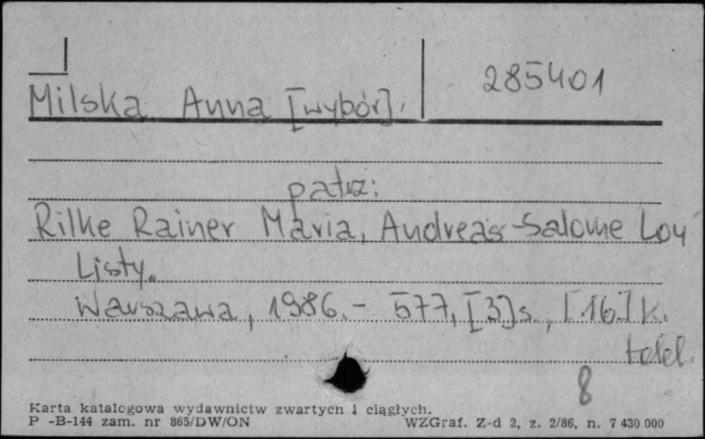 285401
Milska Anna [wybór].
patrz:
Rilke Rainer Maria, Andreas-Salome Lou
Listy.
Warszawa, 1986. - 577, [3] s., [16] k.
tabl.
8
Karta katalogowa wydawnictw zwartych i ciągłych.
P -B-144 zam. nr 865/DW/ON WZGraf. Z-d 2, z. 2/86, n. 7 430 000